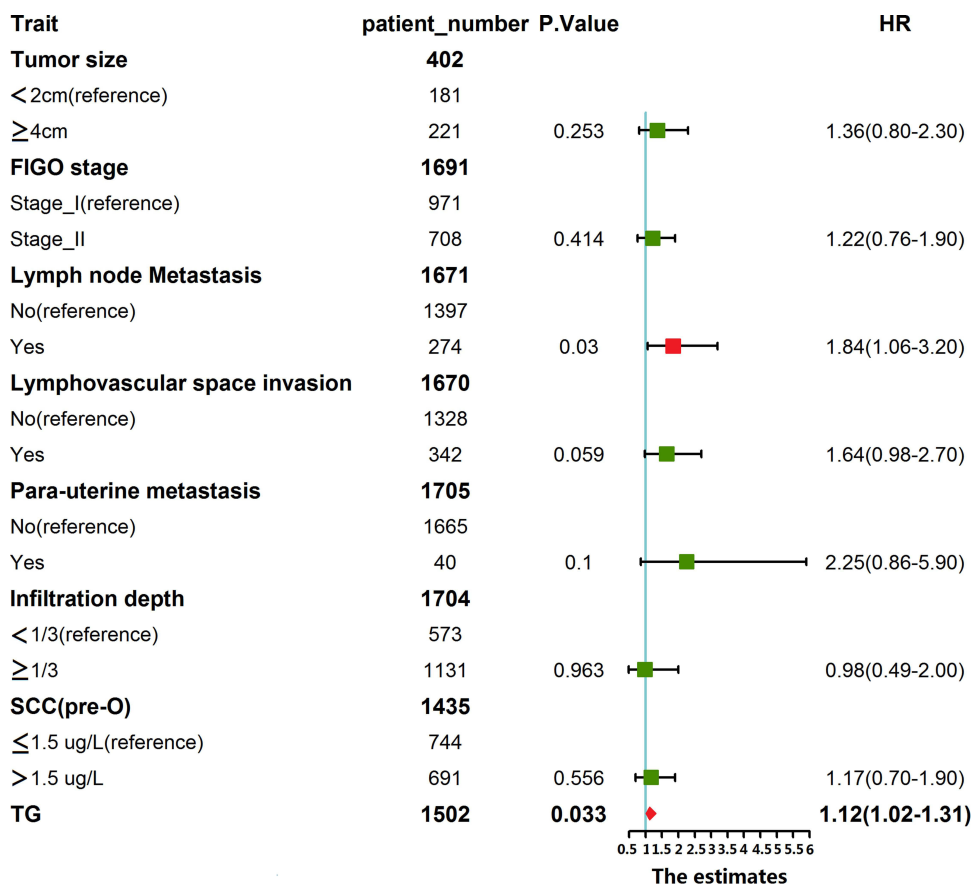 Trait patient_number P.Value HR
Tumor size 402
<2cm(reference) 181
≥4cm 221 0.253 1.36(0.80-2.30)
FIGO stage 1691
Stage_I(reference) 971
Stage_II 708 0.414 1.22(0.76-1.90)
Lymph node Metastasis 1671
No(reference) 1397
Yes 274 0.03 1.84(1.06-3.20)
Lymphovascular space invasion 1670
No(reference) 1328
Yes 342 0.059 1.64(0.98-2.70)
Para-uterine metastasis 1705
No(reference) 1665
Yes 40 0.1 2.25(0.86-5.90)
Infiltration depth 1704
<1/3(reference) 573
≥1/3 1131 0.963 0.98(0.49-2.00)
SCC(pre-O) 1435
≤1.5 ug/L(reference) 744
>1.5 ug/L 691 0.556 1.17(0.70-1.90)
TG 1502 0.033 1.12(1.02-1.31)
0.5 1 1.5 2 2.5 3 3.5 4 4.5 5 5.5 6
The estimates